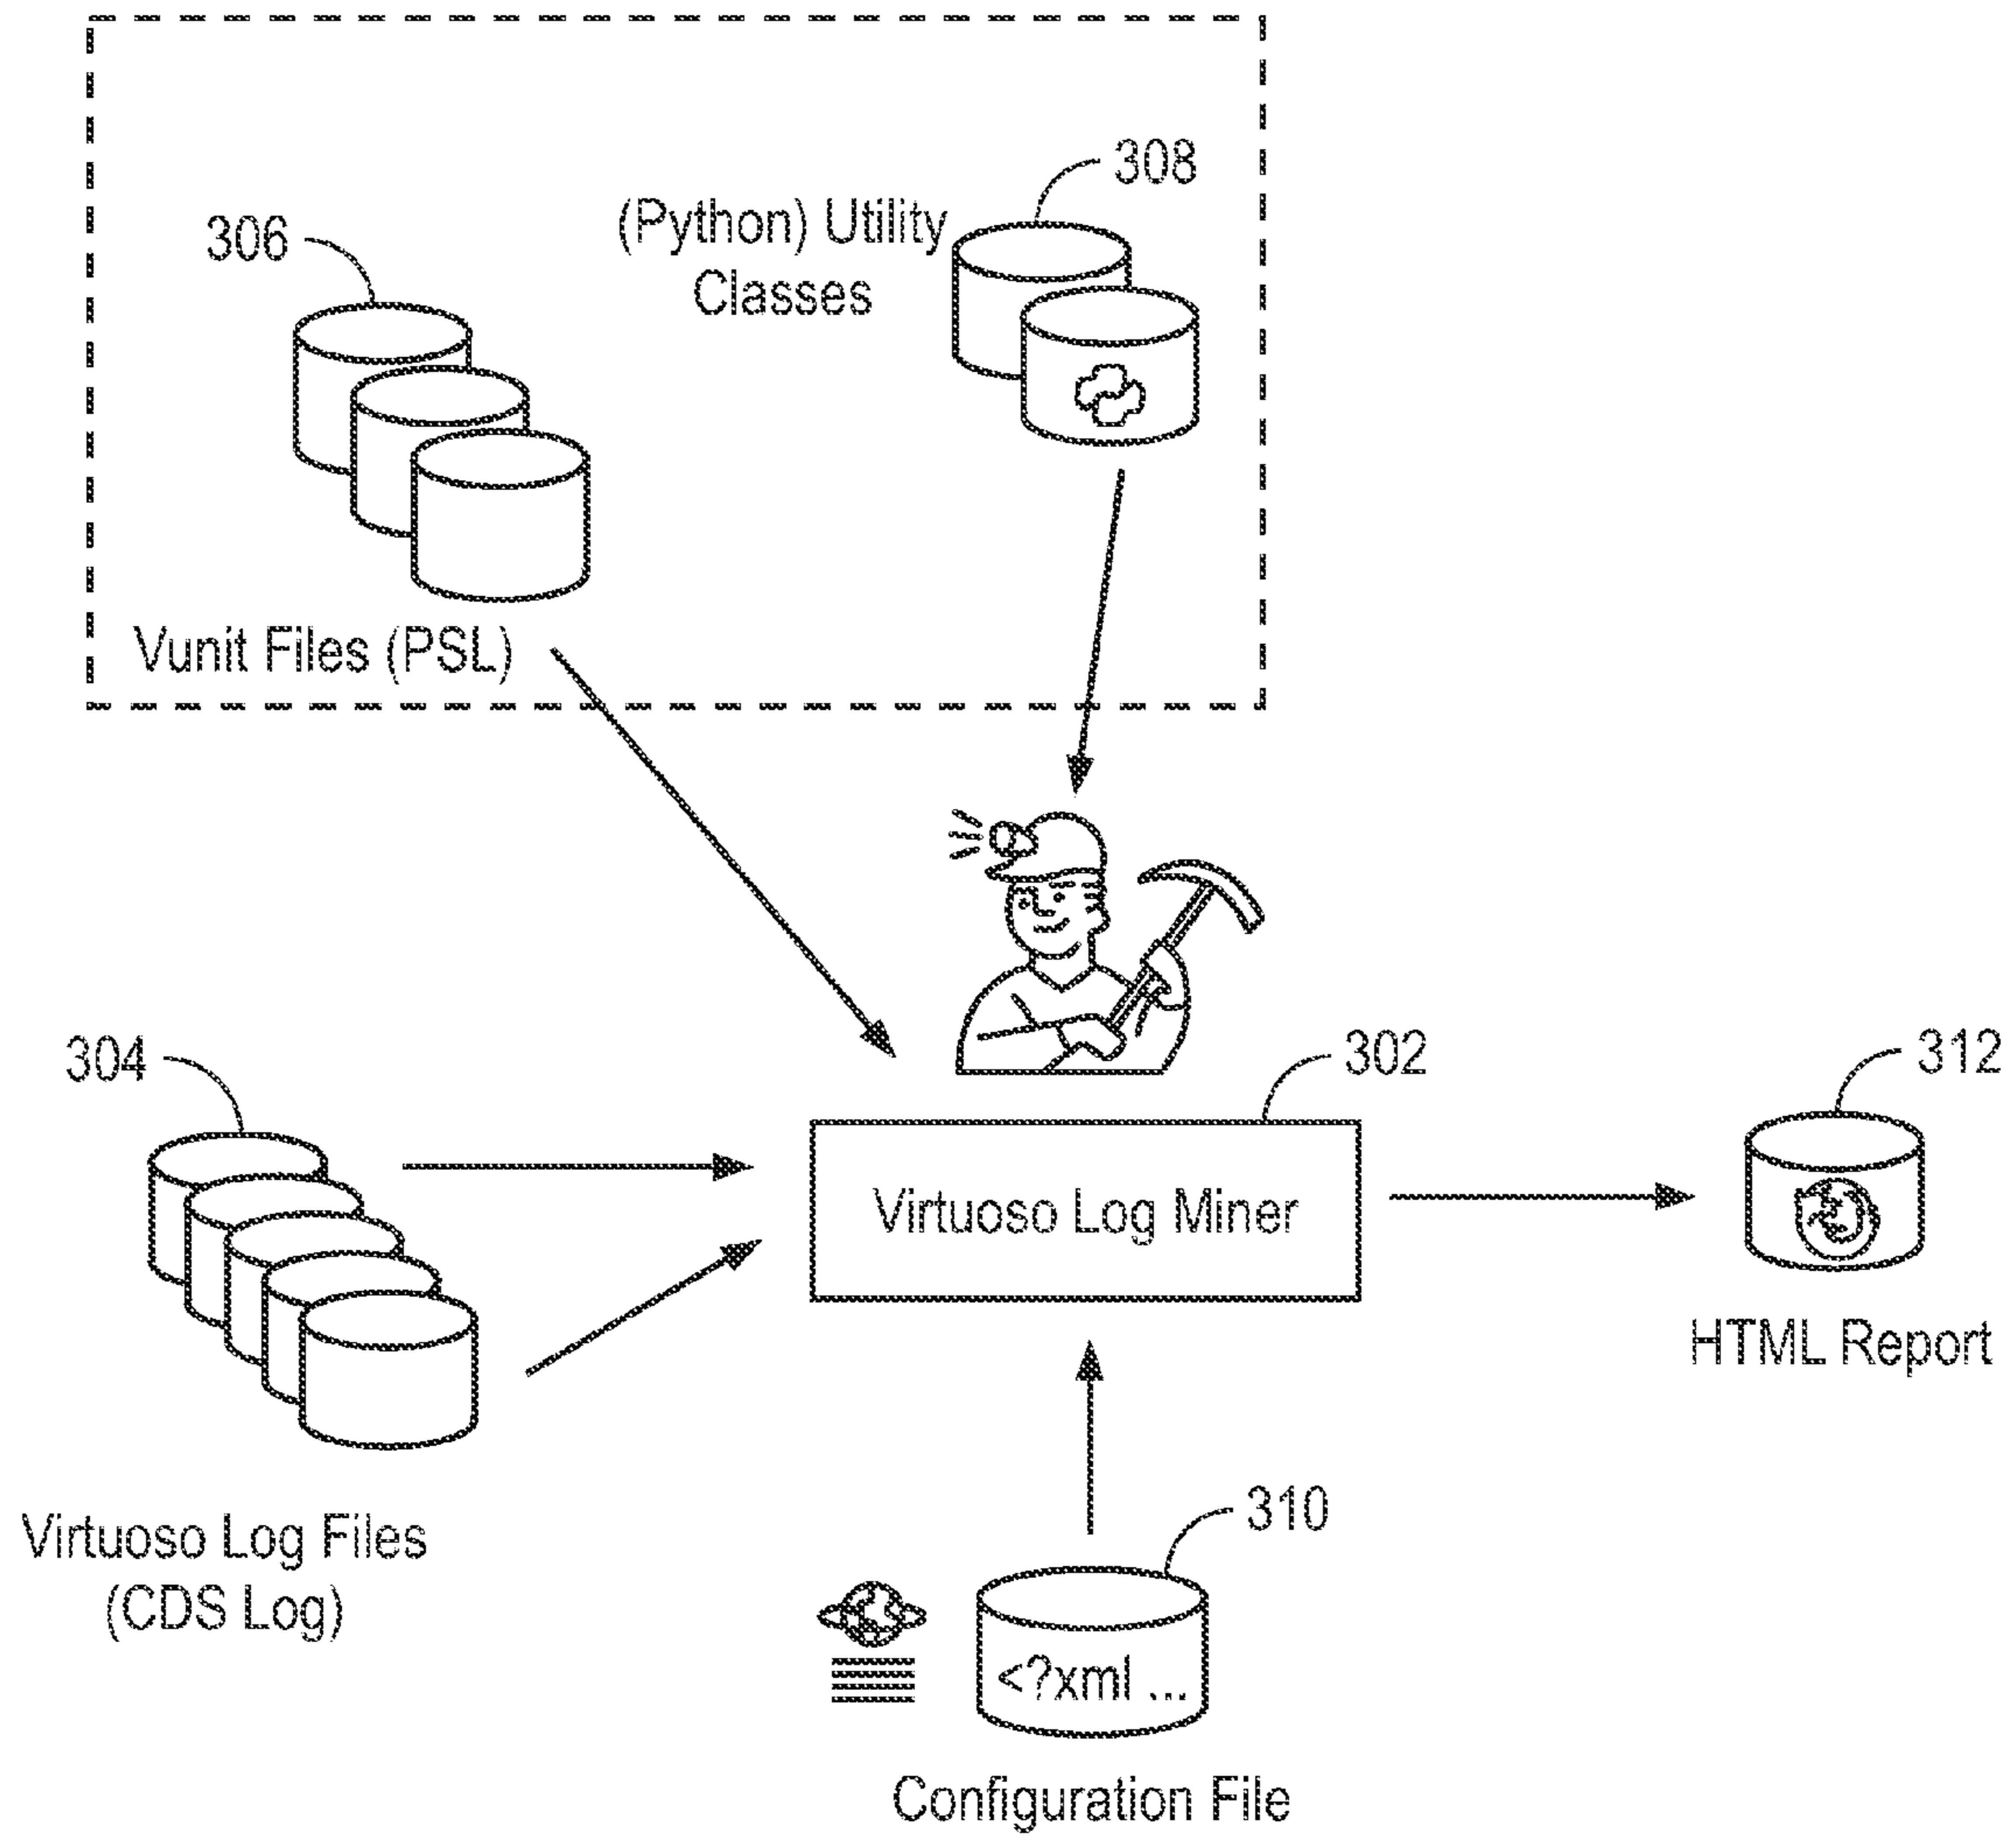 308
(Python) Utility
Classes
306
Vunit Files (PSL)
304
302
312
Virtuoso Log Miner
HTML Report
310
Virtuoso Log Files
(CDS Log)
<?xml ...
Configuration File